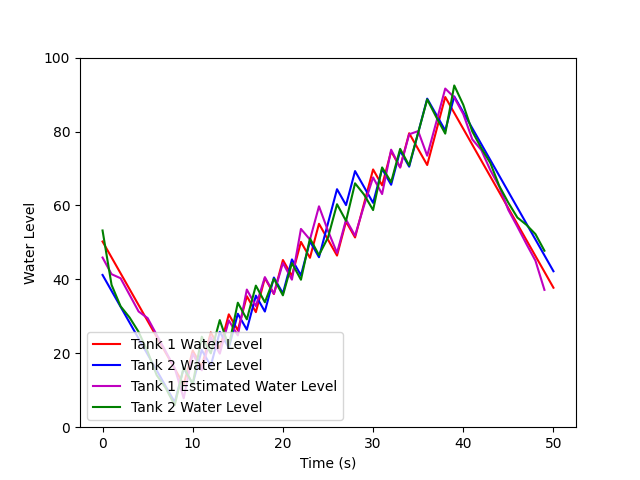 100
80
60
40
20
0
Water Level
Tank 1 Water Level
Tank 2 Water Level
Tank 1 Estimated Water Level
Tank 2 Water Level
0 10 20 30 40 50
Time (s)